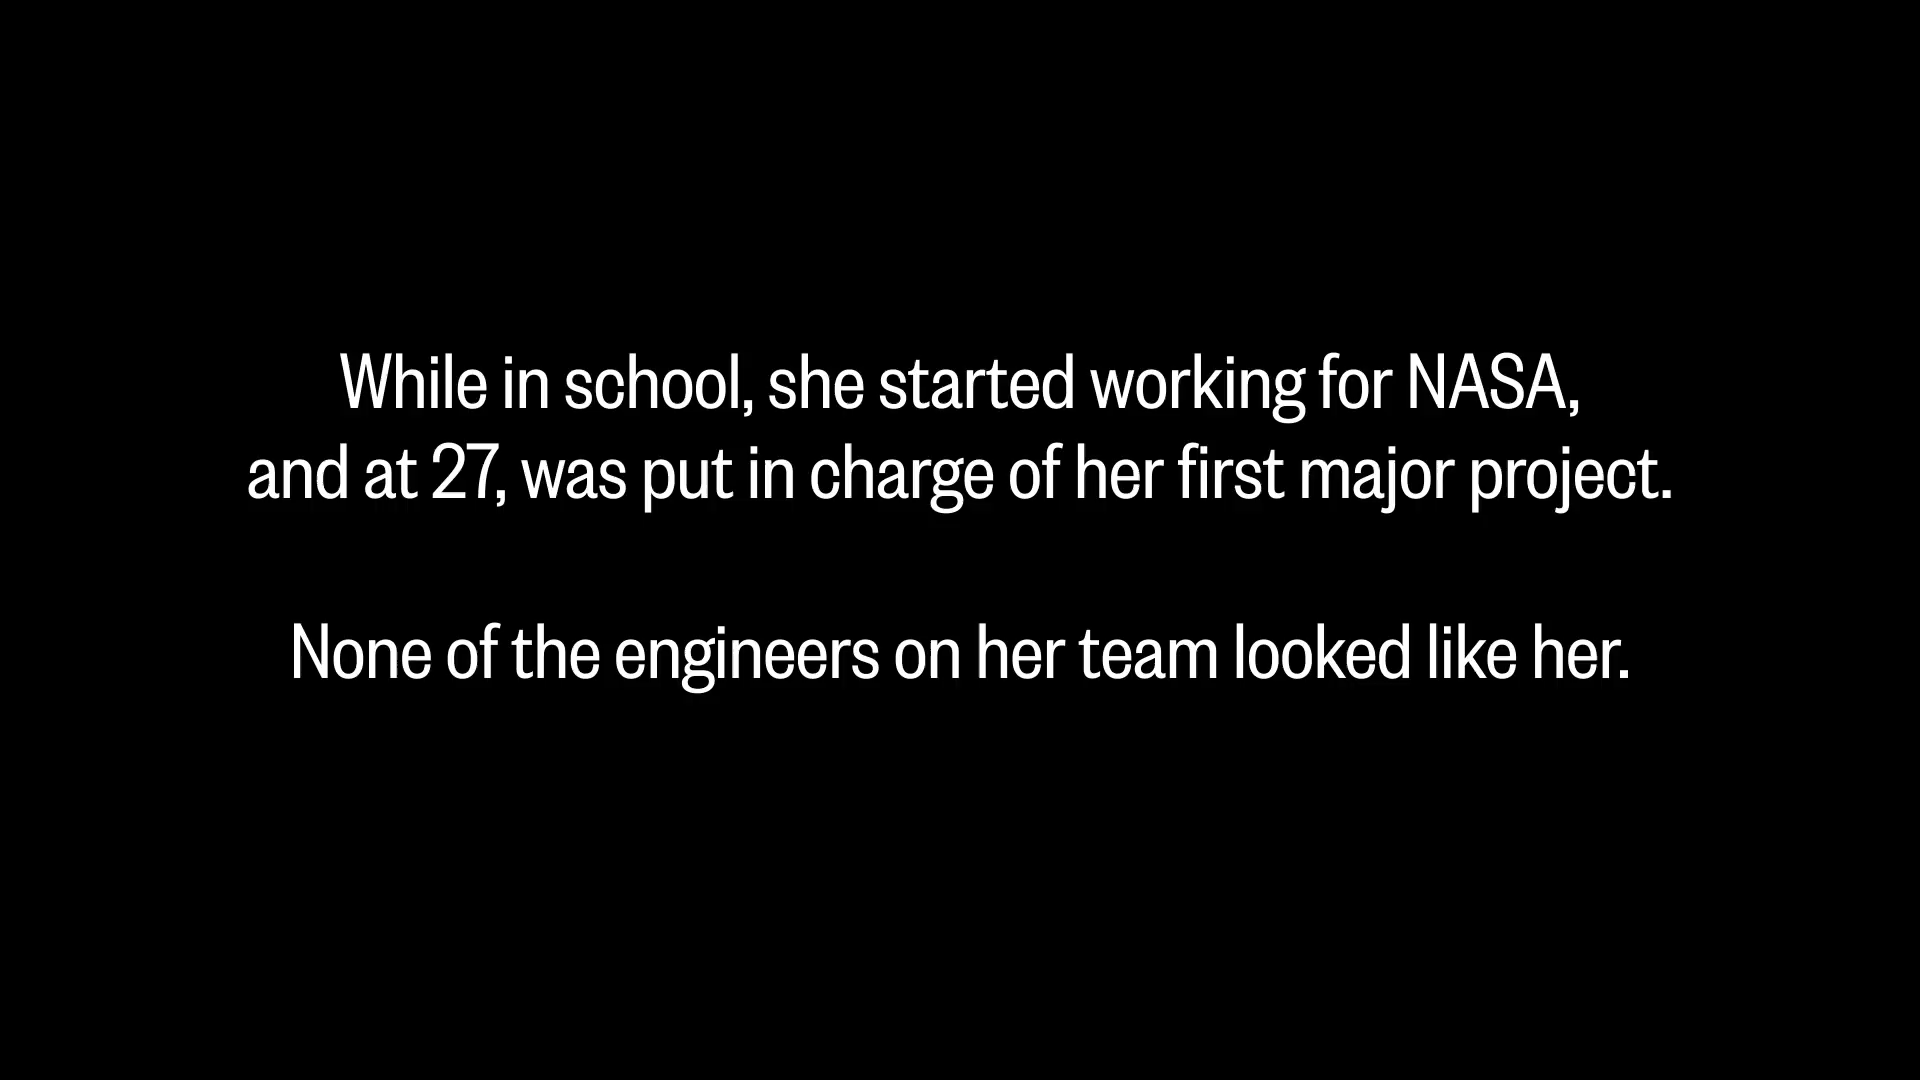 While in school, she started working for NASA,
and at 27, was put in charge of her first major project.
None of the engineers on her team looked like her.